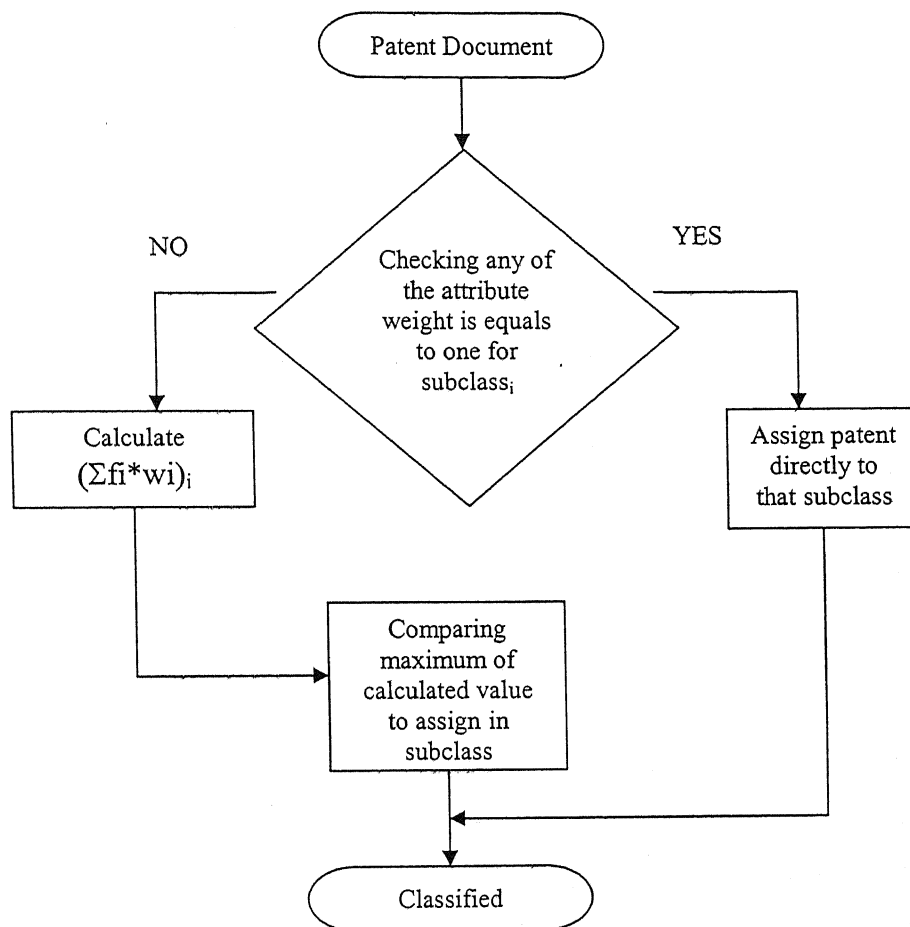 Patent Document
NO
YES
Checking any of
the attribute
weight is equals
to one for
subclassᵢ
Calculate
(Σfi*wi)ᵢ
Assign patent
directly to
that subclass
Comparing
maximum of
calculated value
to assign in
subclass
Classified